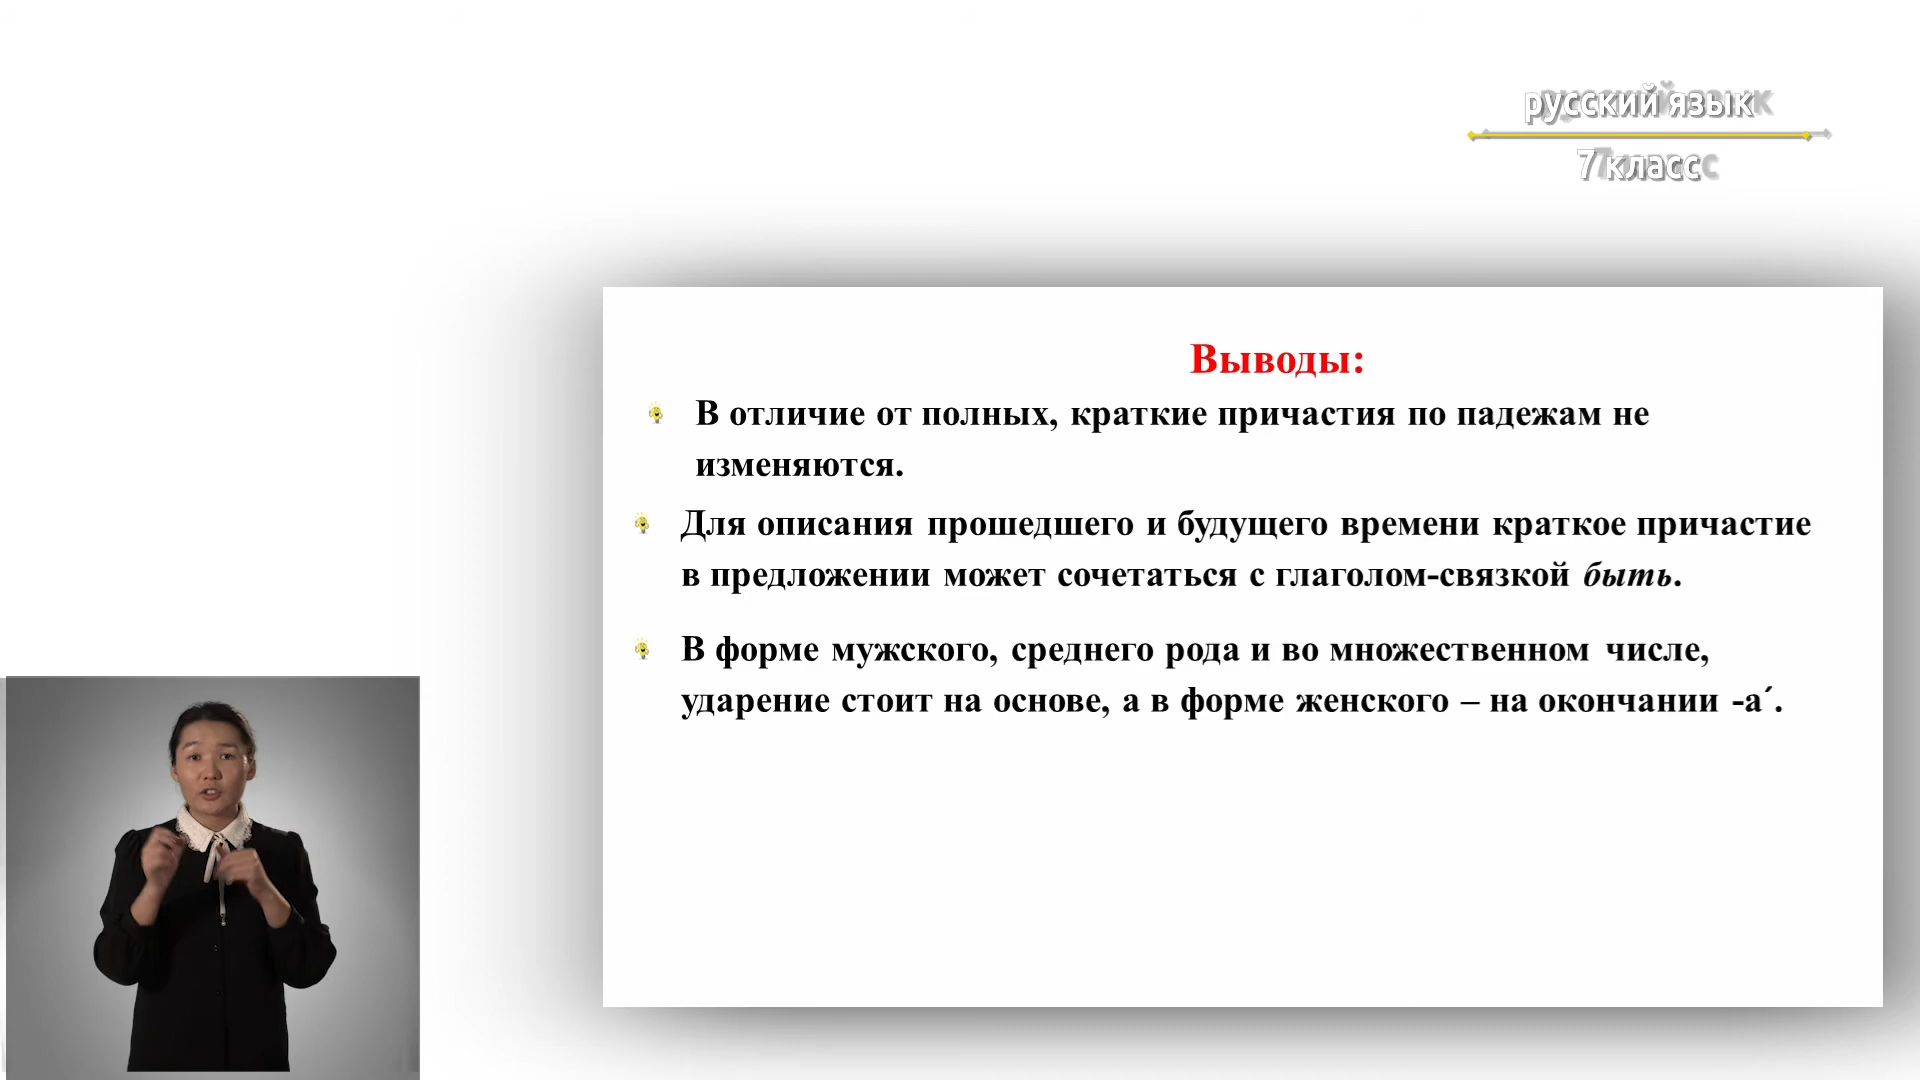 русский язык
7 класс
Выводы:
В отличие от полных, краткие причастия по падежам не
изменяются.
Для описания прошедшего и будущего времени краткое причастие
в предложении может сочетаться с глаголом-связкой быть.
В форме мужского, среднего рода и во множественном числе,
ударение стоит на основе, а в форме женского – на окончании -а´.